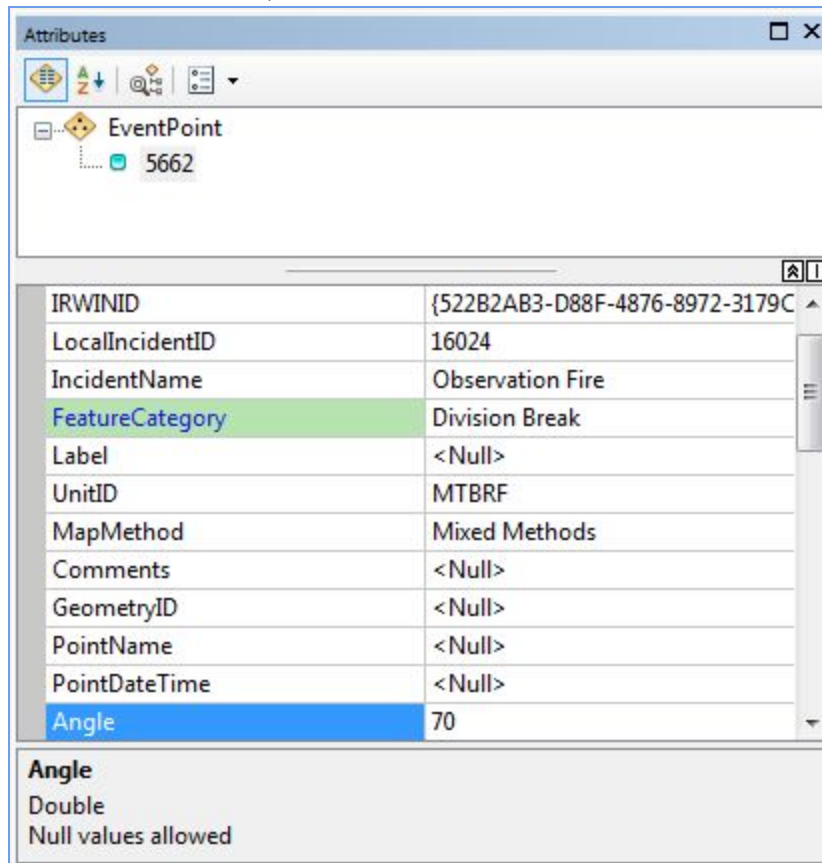 Attributes
EventPoint
5662
IRWINID {522B2AB3-D88F-4876-8972-3179C
LocalIncidentID 16024
IncidentName Observation Fire
FeatureCategory Division Break
Label <Null>
UnitID MTBRF
MapMethod Mixed Methods
Comments <Null>
GeometryID <Null>
PointName <Null>
PointDateTime <Null>
Angle 70
Angle
Double
Null values allowed